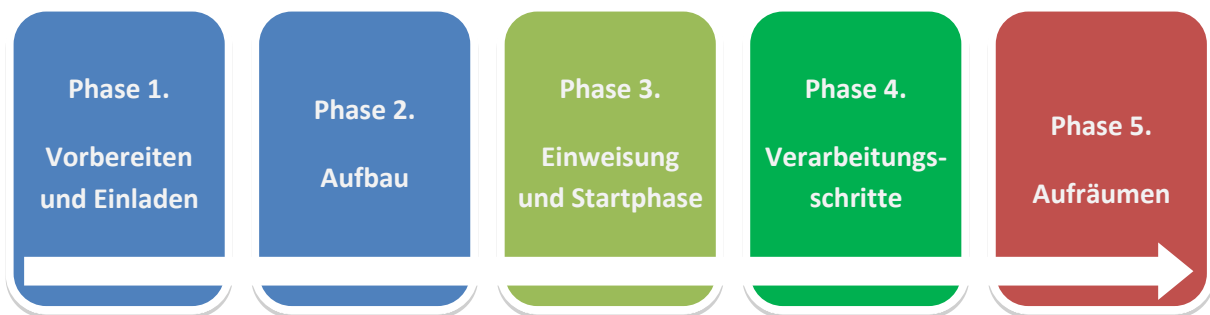 Phase 1.
Vorbereiten
und Einladen
Phase 2.
Aufbau
Phase 3.
Einweisung
und Startphase
Phase 4.
Verarbeitungs-
schritte
Phase 5.
Aufräumen